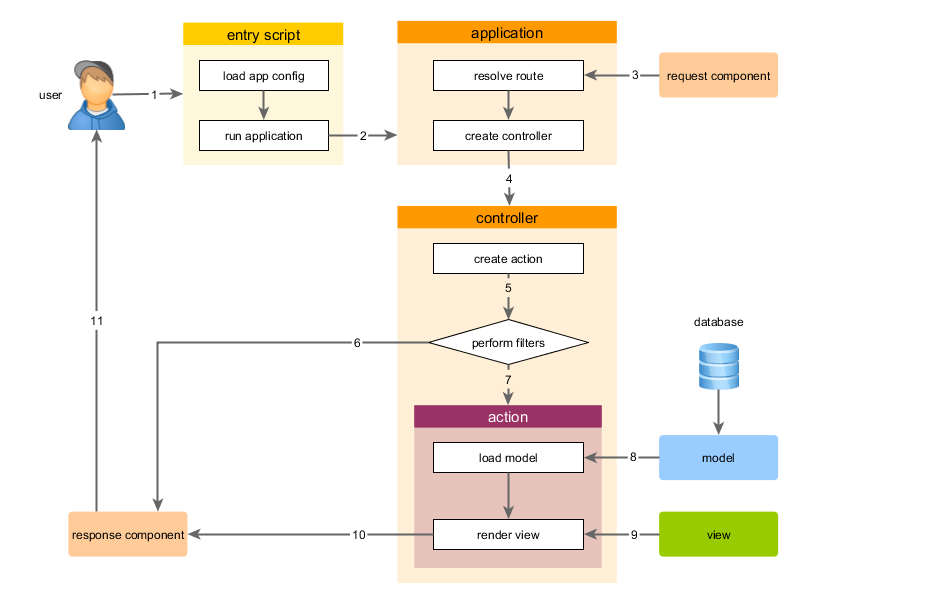 entry script
application
load app config
resolve route
3
request component
user
1
run application
2
create controller
4
controller
create action
5
11
6
perform filters
database
7
action
load model
8
model
response component
10
render view
9
view